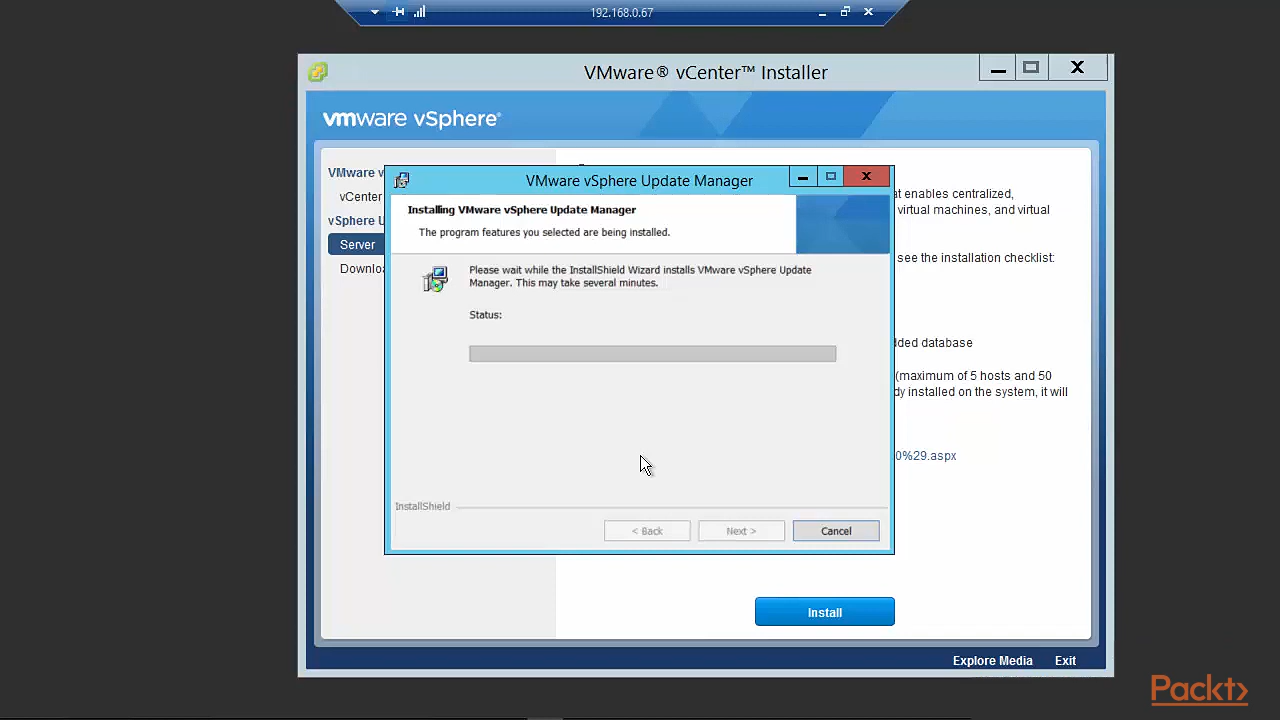 192.168.0.67
VMware® vCenter™ Installer
vmware vSphere®
VMware v
vCenter
vSphere U
Server
Downloa
VMware vSphere Update Manager
Installing VMware vSphere Update Manager
The program features you selected are being installed.
Please wait while the InstallShield Wizard installs VMware vSphere Update
Manager. This may take several minutes.
Status:
InstallShield
< Back
Next >
Cancel
at enables centralized,
virtual machines, and virtual
see the installation checklist:
dded database
(maximum of 5 hosts and 50
dy installed on the system, it will
0%29.aspx
Install
Explore Media
Exit
Packt>